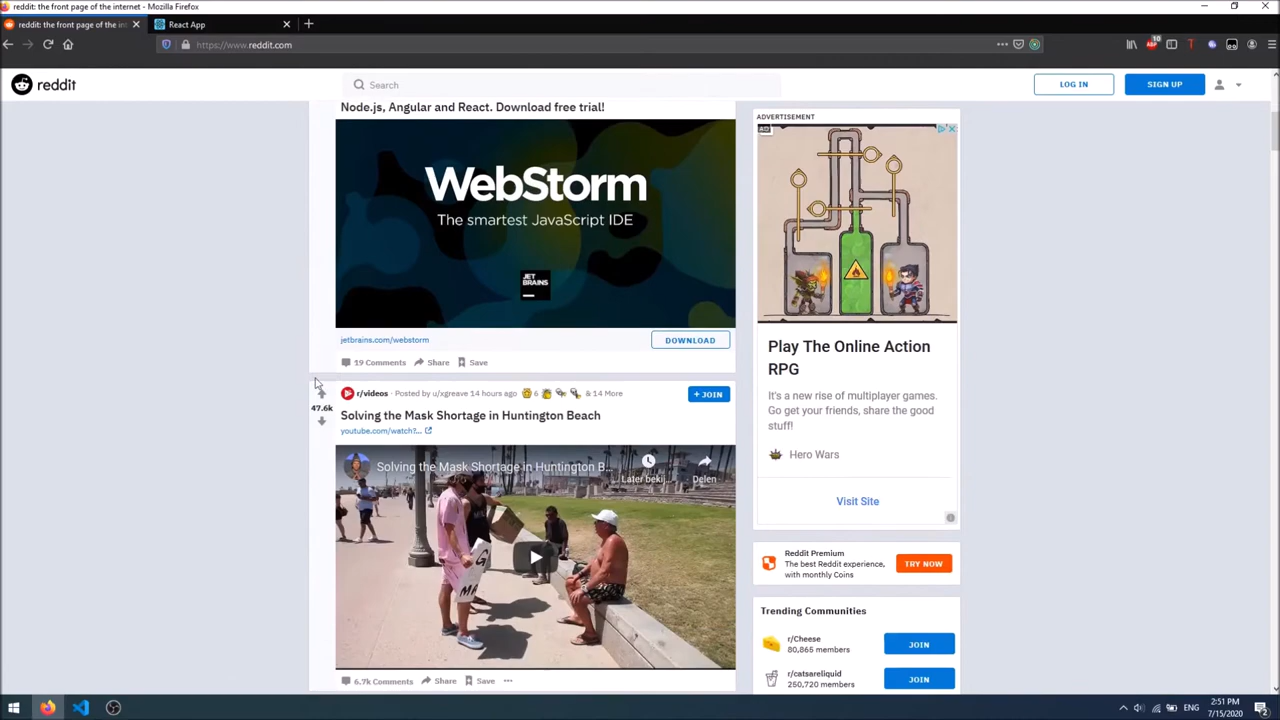 reddit: the front page of the internet - Mozilla Firefox
reddit: the front page of the in
React App
https://www.reddit.com
10
reddit
Search
LOG IN
SIGN UP
Node.js, Angular and React. Download free trial!
WebStorm
The smartest JavaScript IDE
JET
BRAINS
jetbrains.com/webstorm
DOWNLOAD
19 Comments
Share
Save
r/videos · Posted by u/xgreave 14 hours ago 6 & 14 More
+ JOIN
47.6k
Solving the Mask Shortage in Huntington Beach
youtube.com/watch?...
Solving the Mask Shortage in Huntington B...
Later bekij...
Delen
6.7k Comments
Share
Save
ADVERTISEMENT
AD
Play The Online Action
RPG
It's a new rise of multiplayer games.
Go get your friends, share the good
stuff!
Hero Wars
Visit Site
Reddit Premium
The best Reddit experience,
with monthly Coins
TRY NOW
Trending Communities
r/Cheese
80,865 members
JOIN
r/catsareliquid
250,720 members
JOIN
ENG
2:51 PM
7/15/2020
2